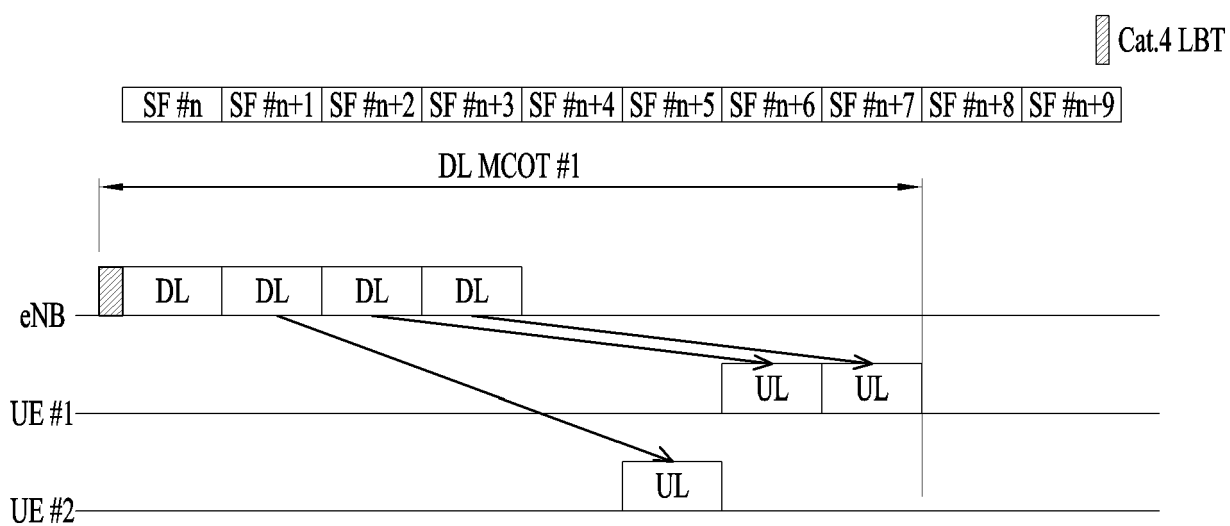 Cat.4 LBT
SF #n SF #n+1 SF #n+2 SF #n+3 SF #n+4 SF #n+5 SF #n+6 SF #n+7 SF #n+8 SF #n+9
DL MCOT #1
DL DL DL DL
eNB
UL UL
UE #1
UL
UE #2